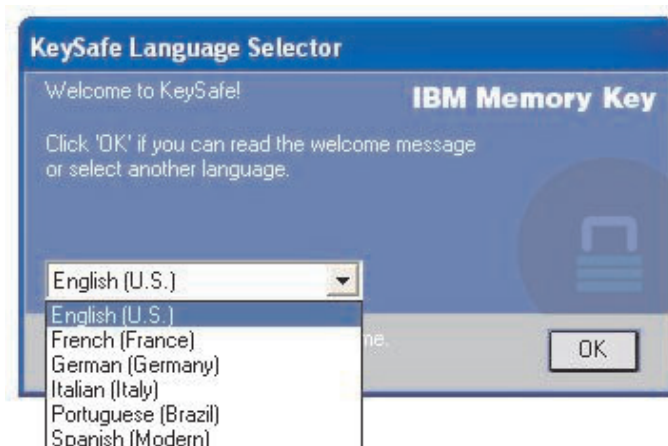 KeySafe Language Selector
Welcome to KeySafe!
IBM Memory Key
Click 'OK' if you can read the welcome message
or select another language.
English (U.S.)
English (U.S.)
French (France)
German (Germany)
Italian (Italy)
Portuguese (Brazil)
Spanish (Modern)
OK